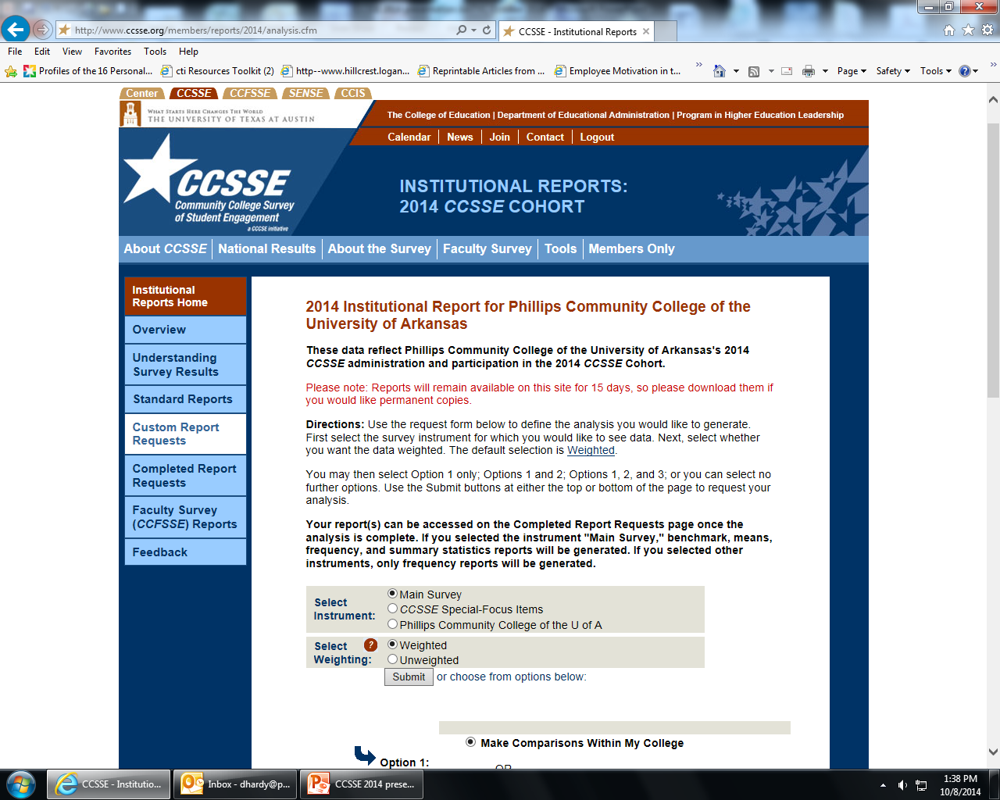 http://www.ccsse.org/members/reports/2014/analysis.cfm
CCSSE - Institutional Reports
File Edit View Favorites Tools Help
Profiles of the 16 Personal...
cti Resources Toolkit (2)
http--www.hillcrest.logan...
Reprintable Articles from ...
Employee Motivation in t...
Page Safety Tools
Center CCSSE CCFSSE SENSE CCIS
WHAT STARTS HERE CHANGES THE WORLD
THE UNIVERSITY OF TEXAS AT AUSTIN
The College of Education | Department of Educational Administration | Program in Higher Education Leadership
Calendar News Join Contact Logout
CCSSE
Community College Survey
of Student Engagement
a CCCSE initiative
INSTITUTIONAL REPORTS:
2014 CCSSE COHORT
About CCSSE National Results About the Survey Faculty Survey Tools Members Only
Institutional
Reports Home
Overview
Understanding
Survey Results
Standard Reports
Custom Report
Requests
Completed Report
Requests
Faculty Survey
(CCFSSE) Reports
Feedback
2014 Institutional Report for Phillips Community College of the
University of Arkansas
These data reflect Phillips Community College of the University of Arkansas's 2014
CCSSE administration and participation in the 2014 CCSSE Cohort.
Please note: Reports will remain available on this site for 15 days, so please download them if
you would like permanent copies.
Directions: Use the request form below to define the analysis you would like to generate.
First select the survey instrument for which you would like to see data. Next, select whether
you want the data weighted. The default selection is Weighted.
You may then select Option 1 only; Options 1 and 2; Options 1, 2, and 3; or you can select no
further options. Use the Submit buttons at either the top or bottom of the page to request your
analysis.
Your report(s) can be accessed on the Completed Report Requests page once the
analysis is complete. If you selected the instrument "Main Survey," benchmark, means,
frequency, and summary statistics reports will be generated. If you selected other
instruments, only frequency reports will be generated.
Select
Instrument:
Main Survey
CCSSE Special-Focus Items
Phillips Community College of the U of A
Select ?
Weighting:
Weighted
Unweighted
Submit or choose from options below:
Make Comparisons Within My College
Option 1:
OR
CCSSE - Institutio...
Inbox - dhardy@p...
CCSSE 2014 prese...
1:38 PM
10/8/2014